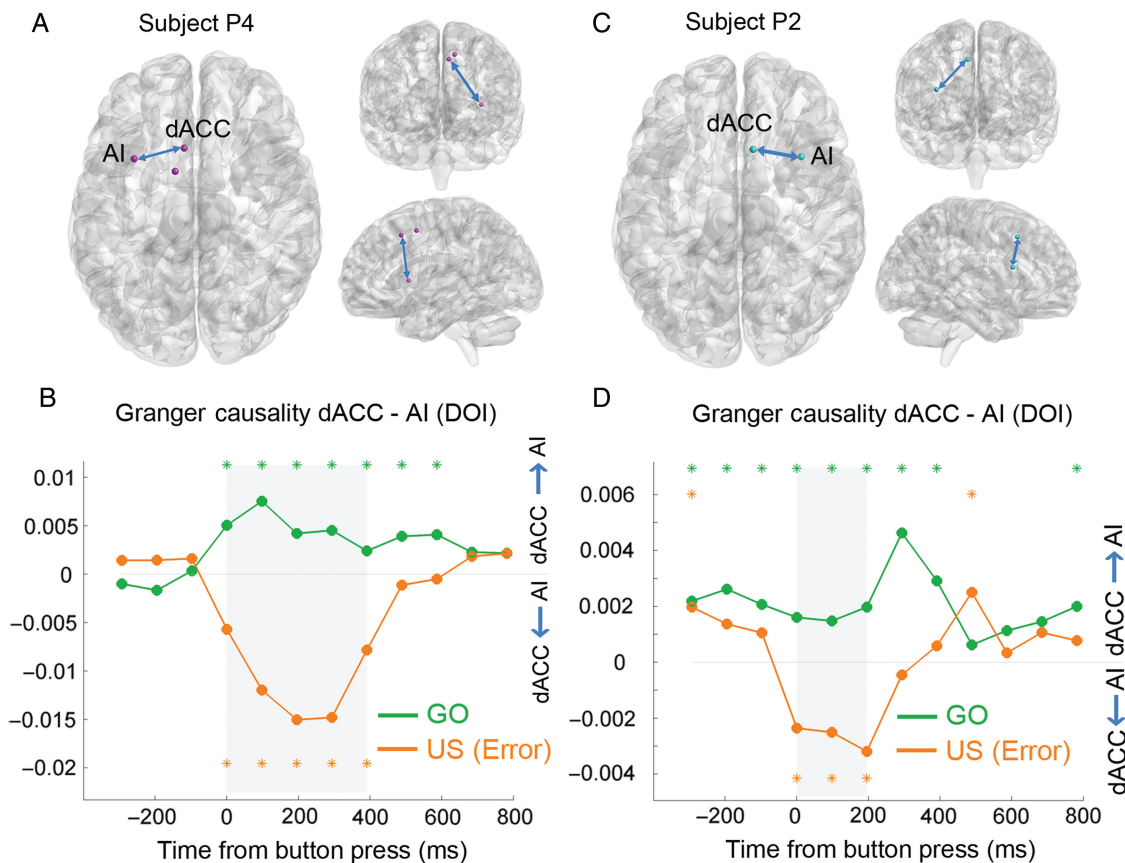 A
Subject P4
AI
dACC
C
Subject P2
dACC
AI
B
Granger causality dACC - AI (DOI)
0.01
0.005
0
−0.005
−0.01
−0.015
−0.02
−200
0
200
400
600
800
Time from button press (ms)
GO
US (Error)
dACC → AI
dACC ← AI
D
Granger causality dACC - AI (DOI)
0.006
0.004
0.002
0
−0.002
−0.004
−200
0
200
400
600
800
Time from button press (ms)
GO
US (Error)
dACC → AI
dACC ← AI